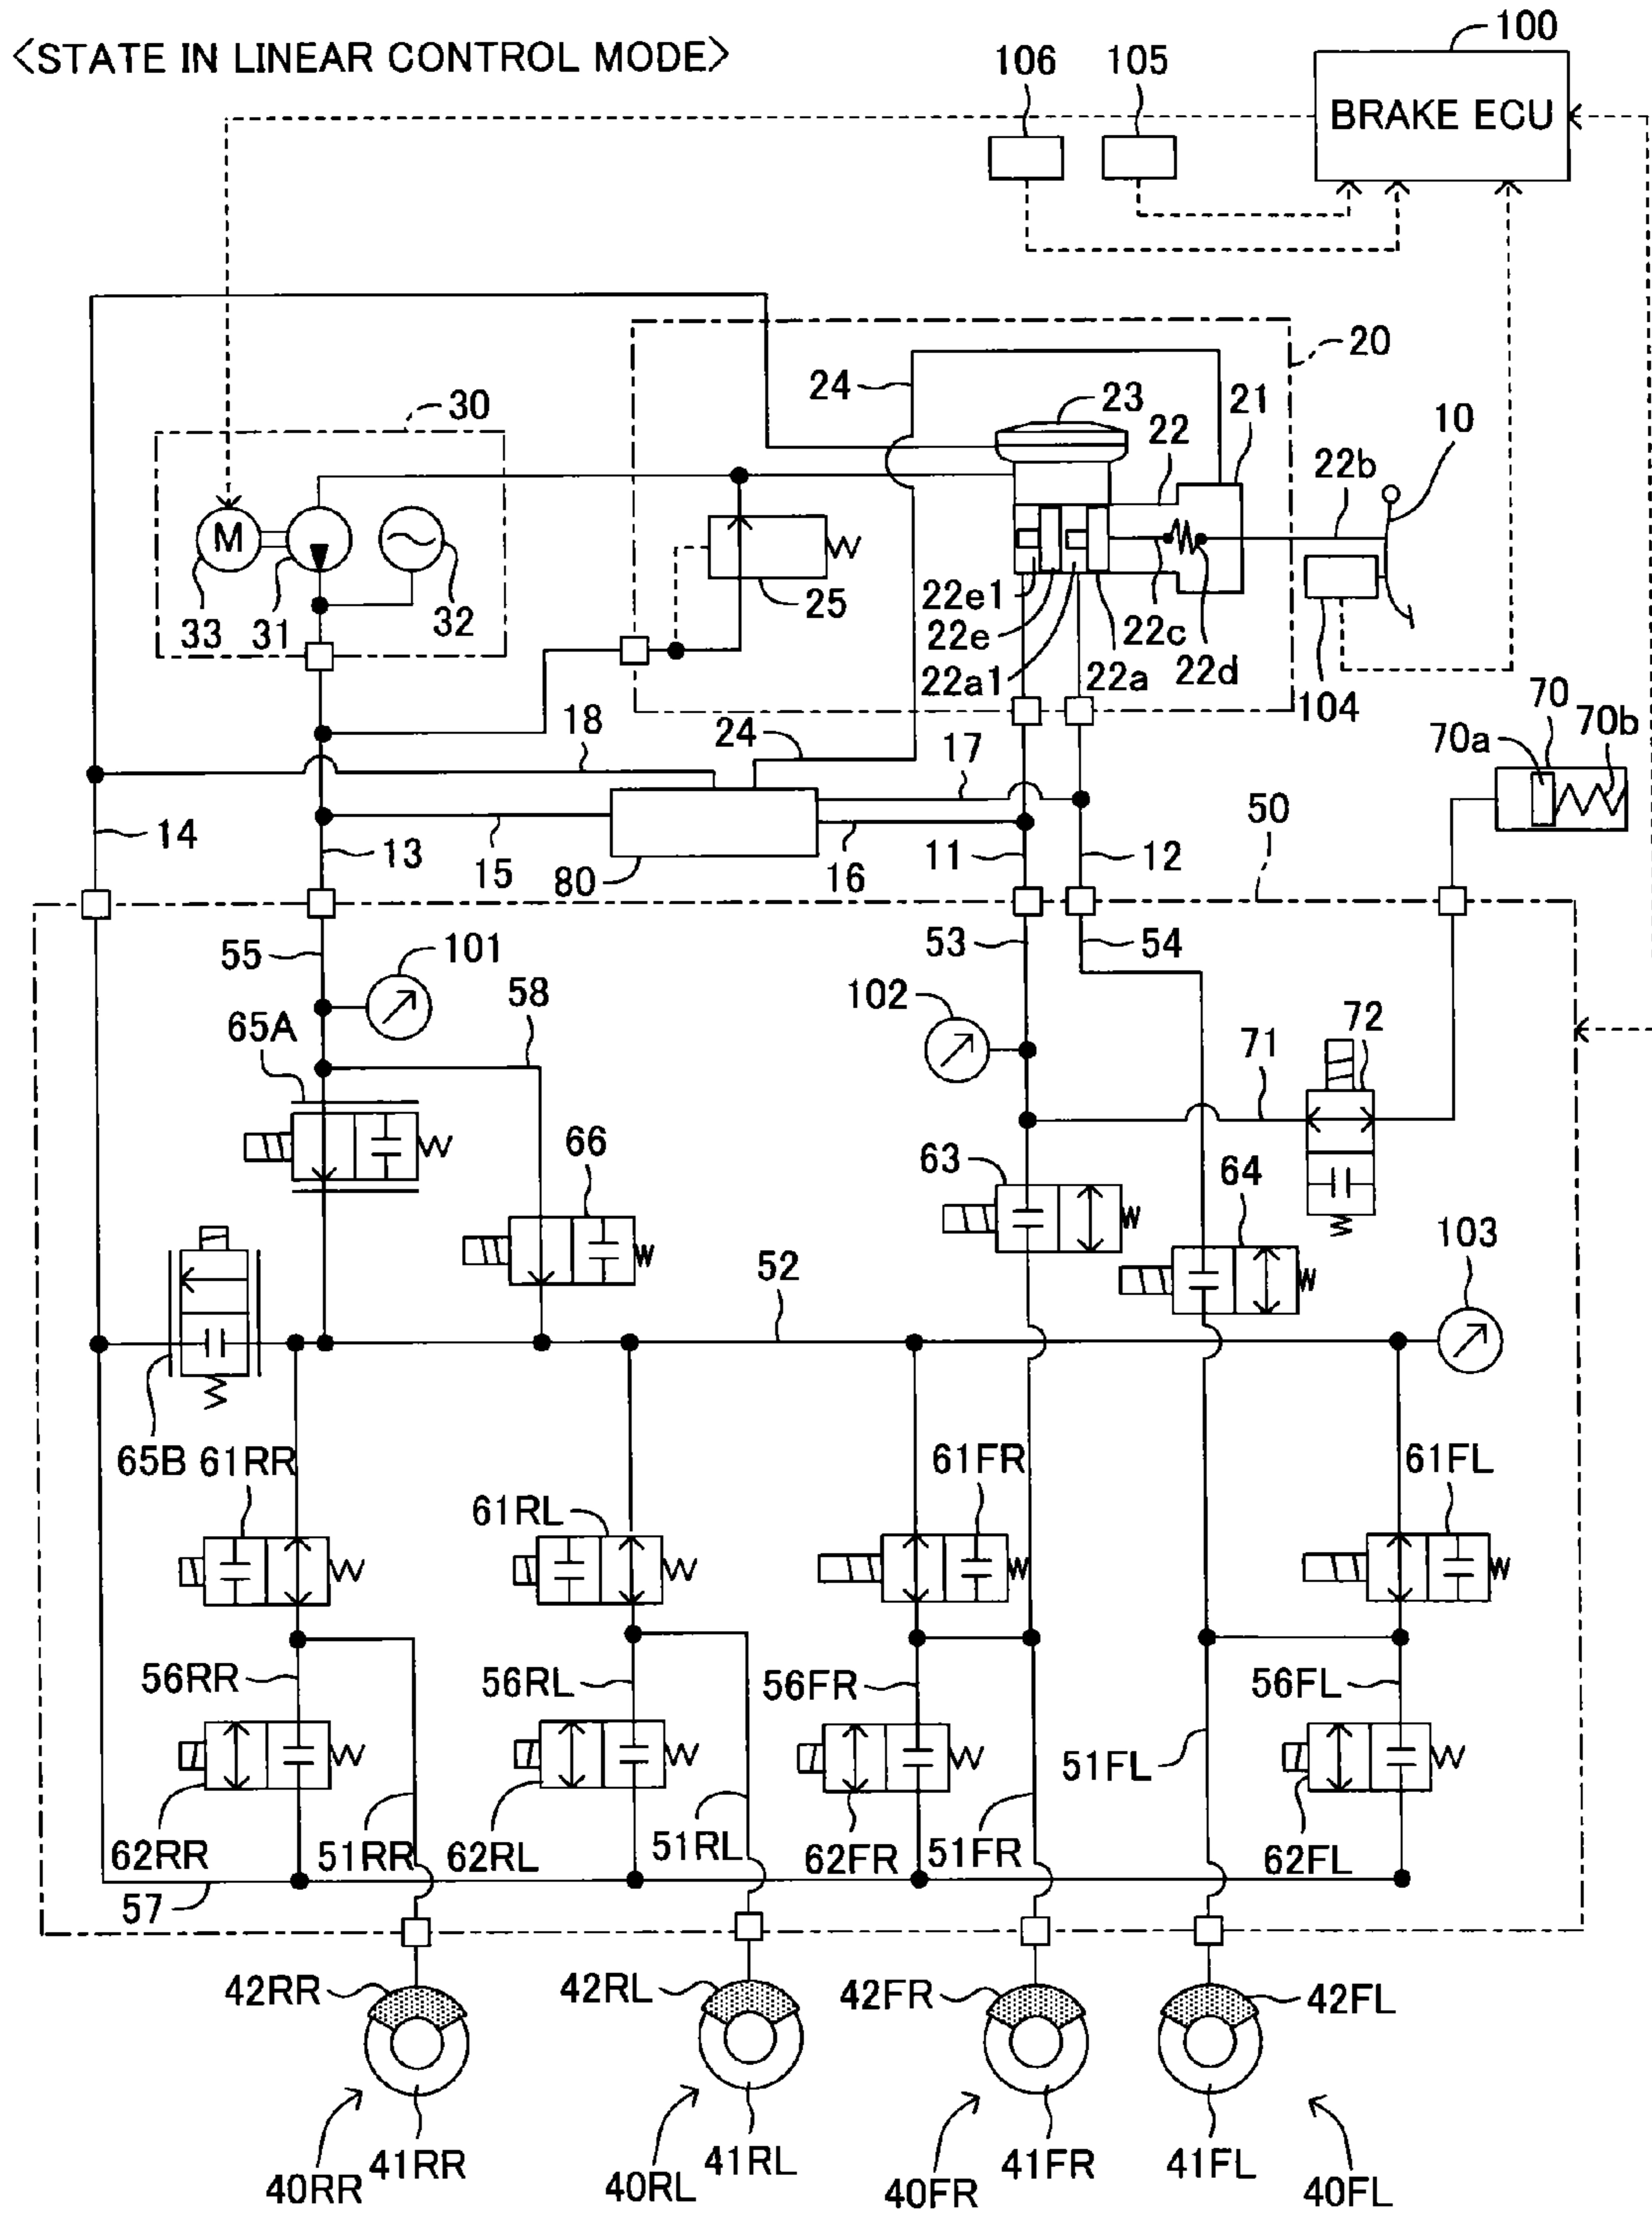 <STATE IN LINEAR CONTROL MODE>
100
106
105
BRAKE ECU
20
24
23
21
10
30
22
22b
M
22e1
25
33
31
32
22e
22c
22a1
22a
22d
104
70
70b
70a
18
24
17
50
14
13
11
12
15
80
16
55
101
53
54
58
102
65A
72
71
66
63
64
103
52
65B
61RR
61FR
61FL
61RL
56RR
56RL
56FR
56FL
51FL
62RR
51RR
62RL
51RL
62FR
51FR
62FL
57
42RR
42RL
42FR
42FL
41RR
41RL
41FR
41FL
40RR
40RL
40FR
40FL